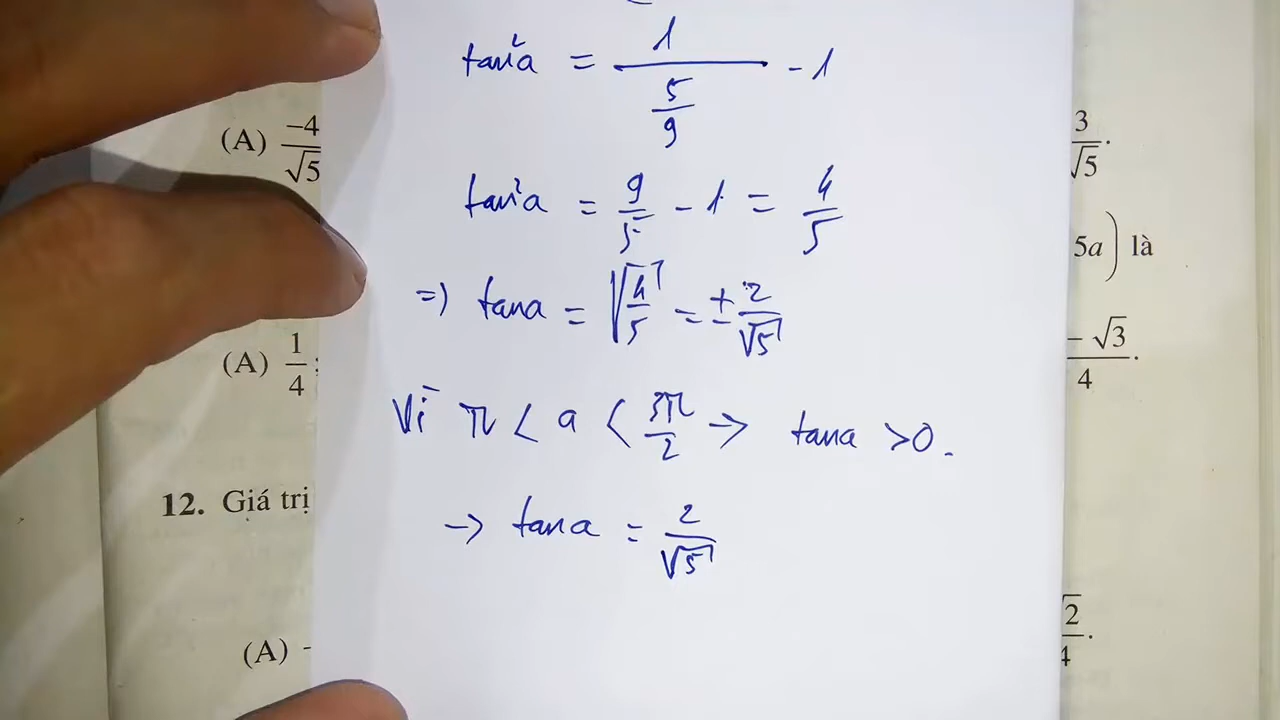 tan²a = 1 / (5/9) - 1
(A) -4/√5
3/√5.
tan²a = 9/5 - 1 = 4/5
5a) là
=) tana = √(4/5) = ± 2/√5
(A) 1/4
-√3/4.
Vì π < a < 3π/2 → tana > 0.
12. Giá trị
→ tana = 2/√5
(A) -
√2/4.